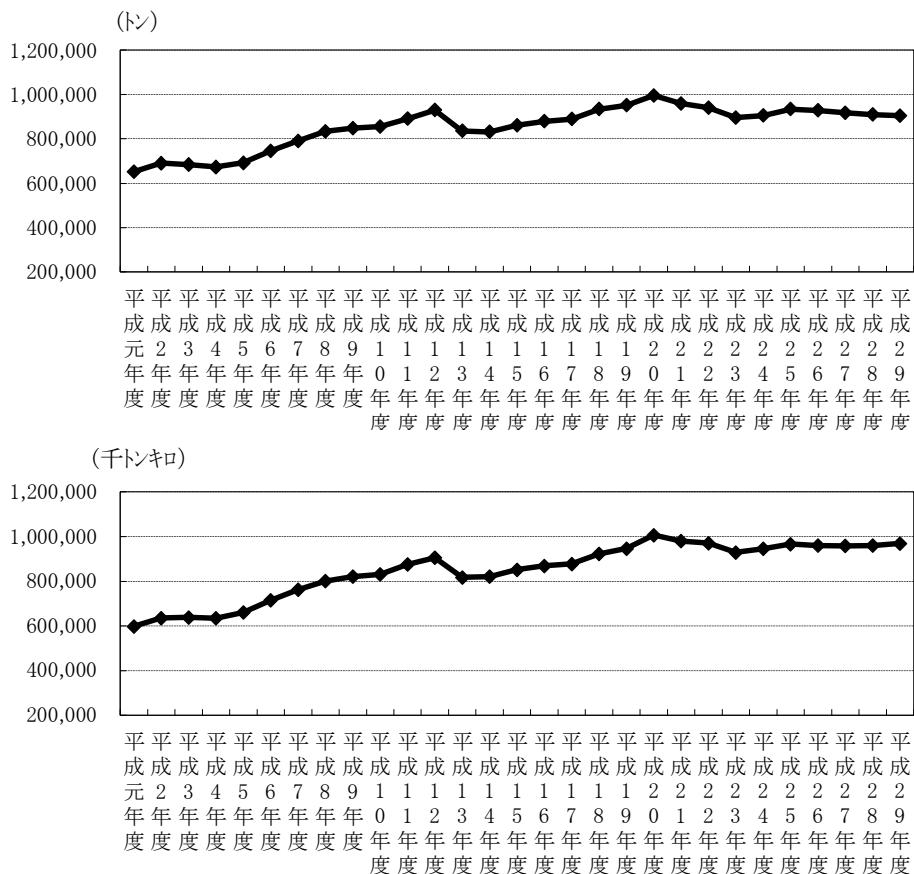 (トン)
1,200,000
1,000,000
800,000
600,000
400,000
200,000
平成元年度
平成2年度
平成3年度
平成4年度
平成5年度
平成6年度
平成7年度
平成8年度
平成9年度
平成10年度
平成11年度
平成12年度
平成13年度
平成14年度
平成15年度
平成16年度
平成17年度
平成18年度
平成19年度
平成20年度
平成21年度
平成22年度
平成23年度
平成24年度
平成25年度
平成26年度
平成27年度
平成28年度
平成29年度
(千トンキロ)
1,200,000
1,000,000
800,000
600,000
400,000
200,000
平成元年度
平成2年度
平成3年度
平成4年度
平成5年度
平成6年度
平成7年度
平成8年度
平成9年度
平成10年度
平成11年度
平成12年度
平成13年度
平成14年度
平成15年度
平成16年度
平成17年度
平成18年度
平成19年度
平成20年度
平成21年度
平成22年度
平成23年度
平成24年度
平成25年度
平成26年度
平成27年度
平成28年度
平成29年度